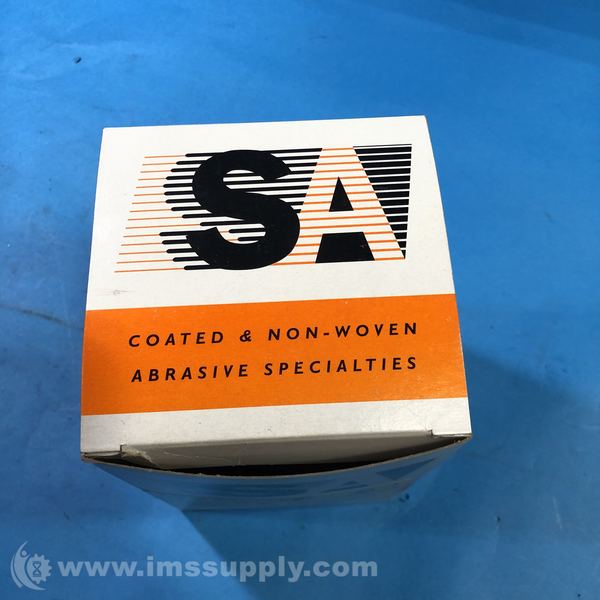 SA
COATED & NON-WOVEN
ABRASIVE SPECIALTIES
www.imssupply.com